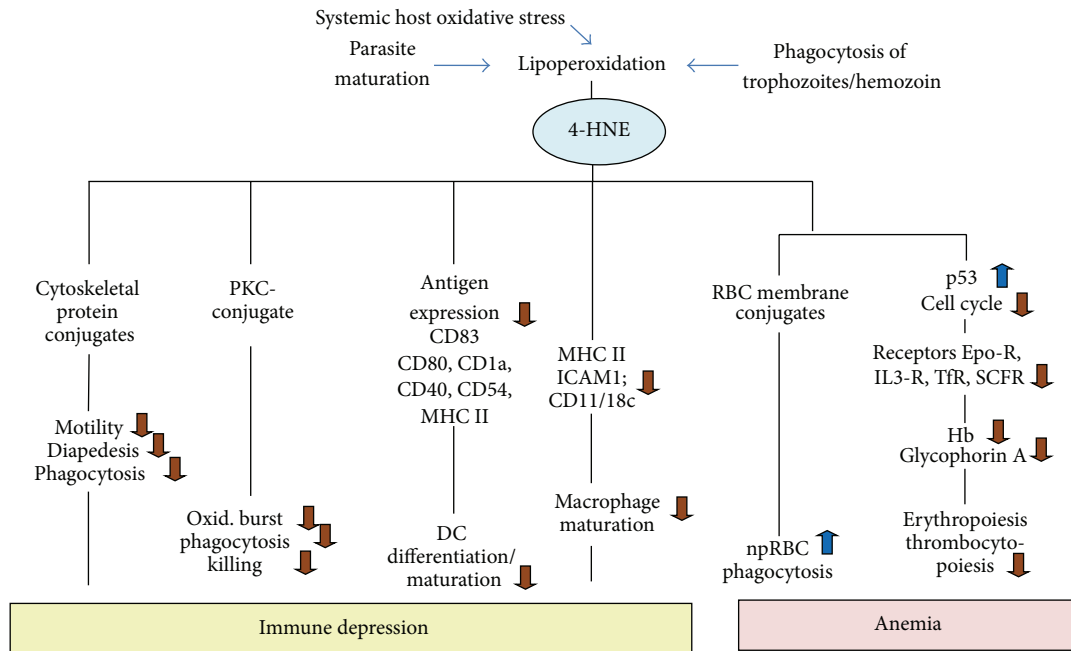 Systemic host oxidative stress
Parasite
maturation
Lipoperoxidation
Phagocytosis of
trophozoites/hemozoin
4-HNE
Cytoskeletal
protein
conjugates
Motility
Diapedesis
Phagocytosis
PKC-
conjugate
Oxid. burst
phagocytosis
killing
Antigen
expression
CD83
CD80, CD1a,
CD40, CD54,
MHC II
DC
differentiation/
maturation
MHC II
ICAM1;
CD11/18c
Macrophage
maturation
RBC membrane
conjugates
npRBC
phagocytosis
p53
Cell cycle
Receptors Epo-R,
IL3-R, TfR, SCFR
Hb
Glycophorin A
Erythropoiesis
thrombocyto-
poiesis
Immune depression
Anemia